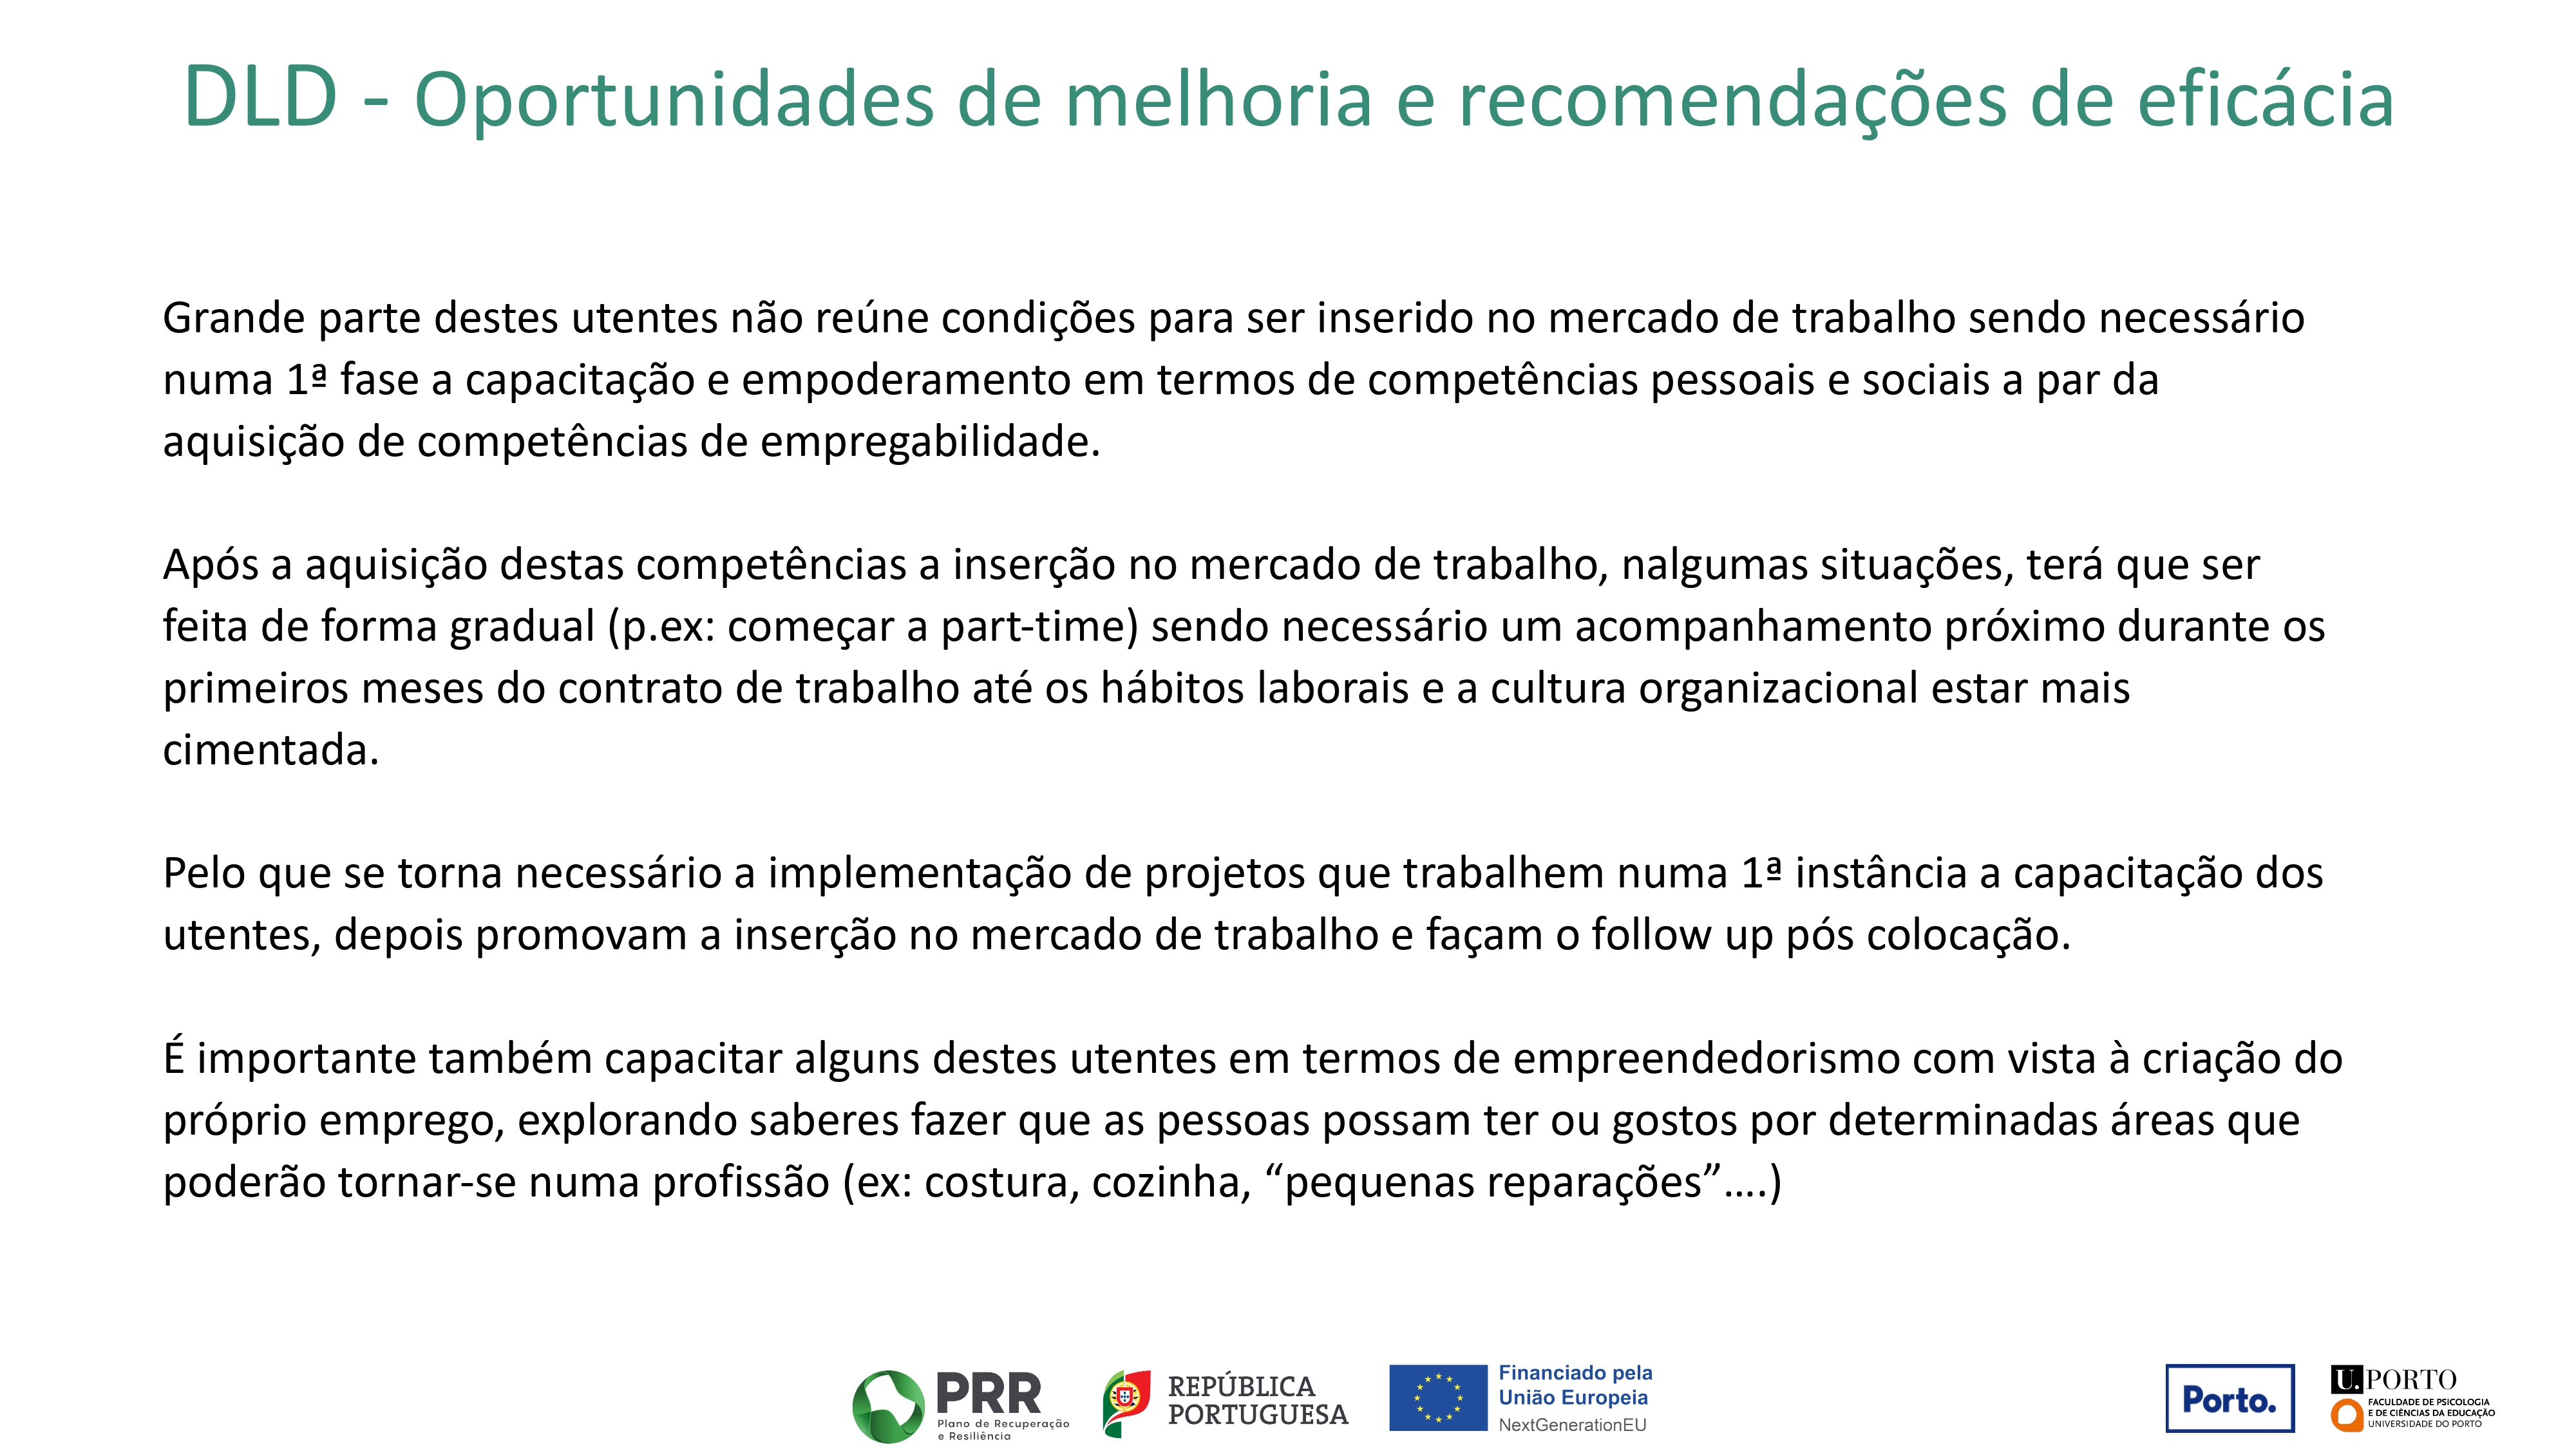 DLD - Oportunidades de melhoria e recomendações de eficácia
Grande parte destes utentes não reúne condições para ser inserido no mercado de trabalho sendo necessário
numa 1ª fase a capacitação e empoderamento em termos de competências pessoais e sociais a par da
aquisição de competências de empregabilidade.
Após a aquisição destas competências a inserção no mercado de trabalho, nalgumas situações, terá que ser
feita de forma gradual (p.ex: começar a part-time) sendo necessário um acompanhamento próximo durante os
primeiros meses do contrato de trabalho até os hábitos laborais e a cultura organizacional estar mais
cimentada.
Pelo que se torna necessário a implementação de projetos que trabalhem numa 1ª instância a capacitação dos
utentes, depois promovam a inserção no mercado de trabalho e façam o follow up pós colocação.
É importante também capacitar alguns destes utentes em termos de empreendedorismo com vista à criação do
próprio emprego, explorando saberes fazer que as pessoas possam ter ou gostos por determinadas áreas que
poderão tornar-se numa profissão (ex: costura, cozinha, “pequenas reparações”….)
PRR
Plano de Recuperação
e Resiliência
REPÚBLICA
PORTUGUESA
Financiado pela
União Europeia
NextGenerationEU
Porto.
U.PORTO
FACULDADE DE PSICOLOGIA
E DE CIÊNCIAS DA EDUCAÇÃO
UNIVERSIDADE DO PORTO